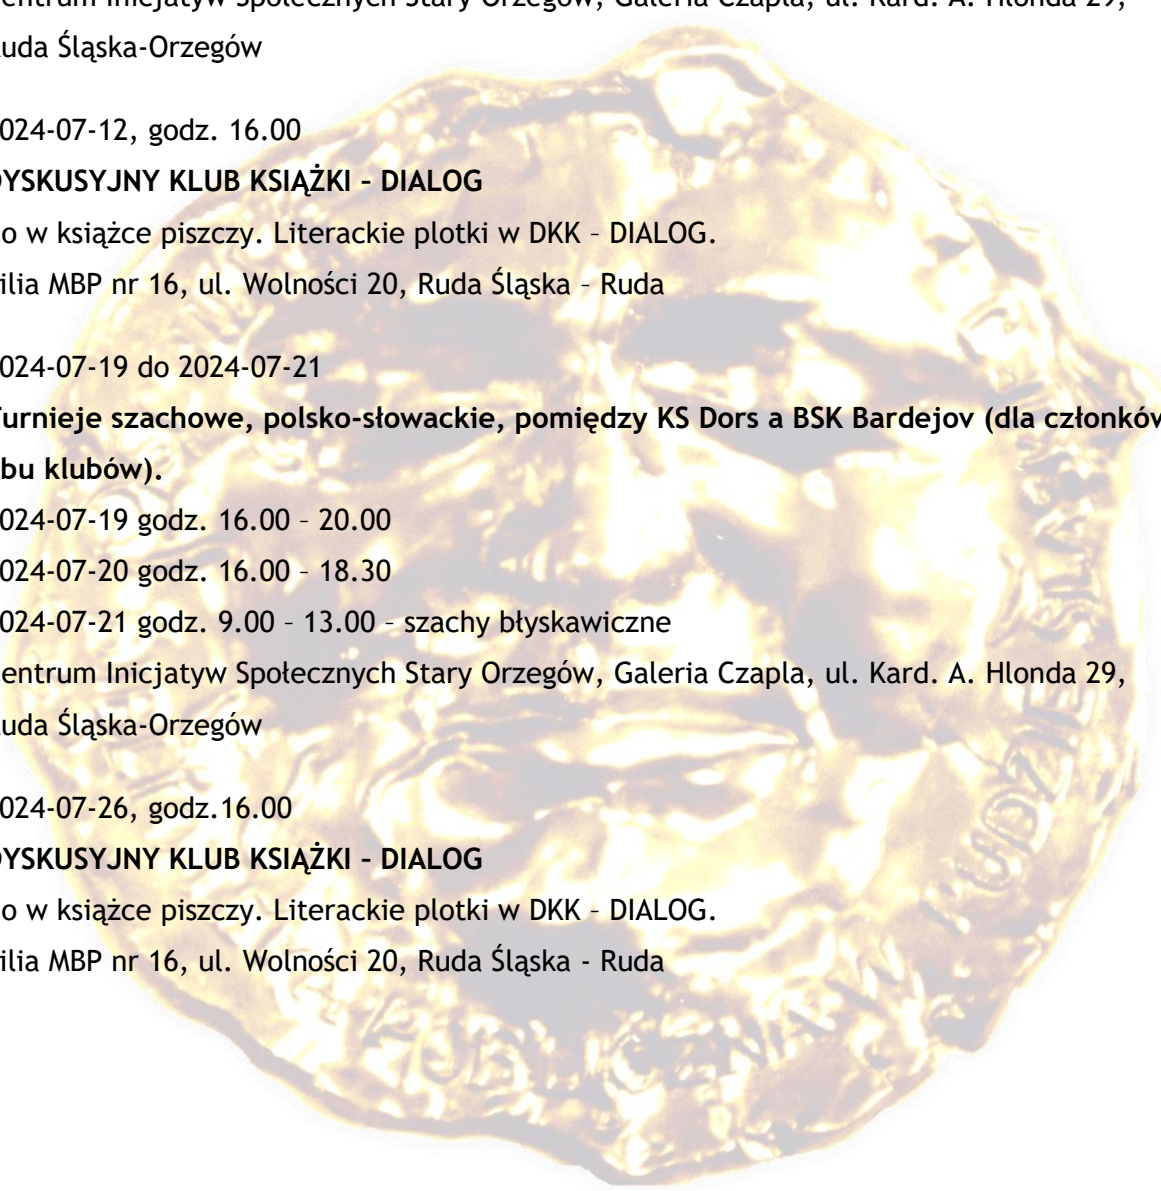 entrum Inicjatyw Społecznych Stary Orzegów, Galeria Czapla, ul. Kard. A. Hlonda 29,
uda Śląska-Orzegów
024-07-12, godz. 16.00
DYSKUSYJNY KLUB KSIĄŻKI – DIALOG
o w książce piszczy. Literackie plotki w DKK – DIALOG.
ilia MBP nr 16, ul. Wolności 20, Ruda Śląska – Ruda
024-07-19 do 2024-07-21
Turnieje szachowe, polsko-słowackie, pomiędzy KS Dors a BSK Bardejov (dla członków
bu klubów).
024-07-19 godz. 16.00 – 20.00
024-07-20 godz. 16.00 – 18.30
024-07-21 godz. 9.00 – 13.00 – szachy błyskawiczne
entrum Inicjatyw Społecznych Stary Orzegów, Galeria Czapla, ul. Kard. A. Hlonda 29,
uda Śląska-Orzegów
024-07-26, godz.16.00
DYSKUSYJNY KLUB KSIĄŻKI – DIALOG
o w książce piszczy. Literackie plotki w DKK – DIALOG.
ilia MBP nr 16, ul. Wolności 20, Ruda Śląska - Ruda